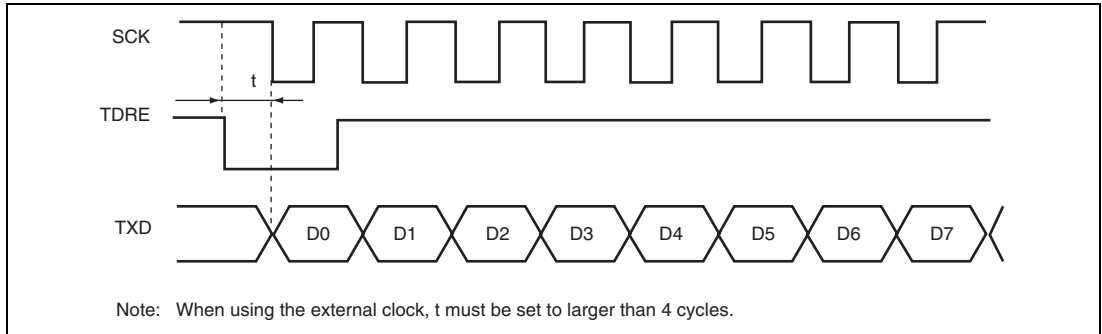 SCK
t
TDRE
TXD D0 D1 D2 D3 D4 D5 D6 D7
Note: When using the external clock, t must be set to larger than 4 cycles.